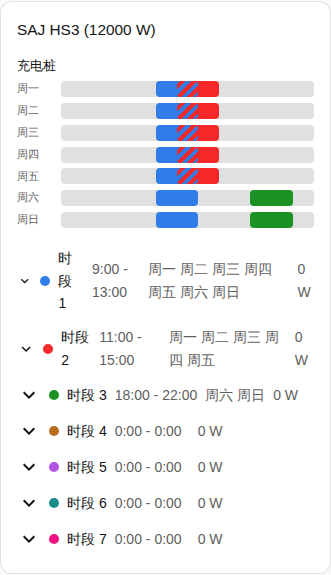 SAJ HS3 (12000 W)
充电桩
周一
周二
周三
周四
周五
周六
周日
时段 1 9:00 - 13:00 周一 周二 周三 周四 周五 周六 周日 0 W
时段 2 11:00 - 15:00 周一 周二 周三 周四 周五 0 W
时段 3 18:00 - 22:00 周六 周日 0 W
时段 4 0:00 - 0:00 0 W
时段 5 0:00 - 0:00 0 W
时段 6 0:00 - 0:00 0 W
时段 7 0:00 - 0:00 0 W